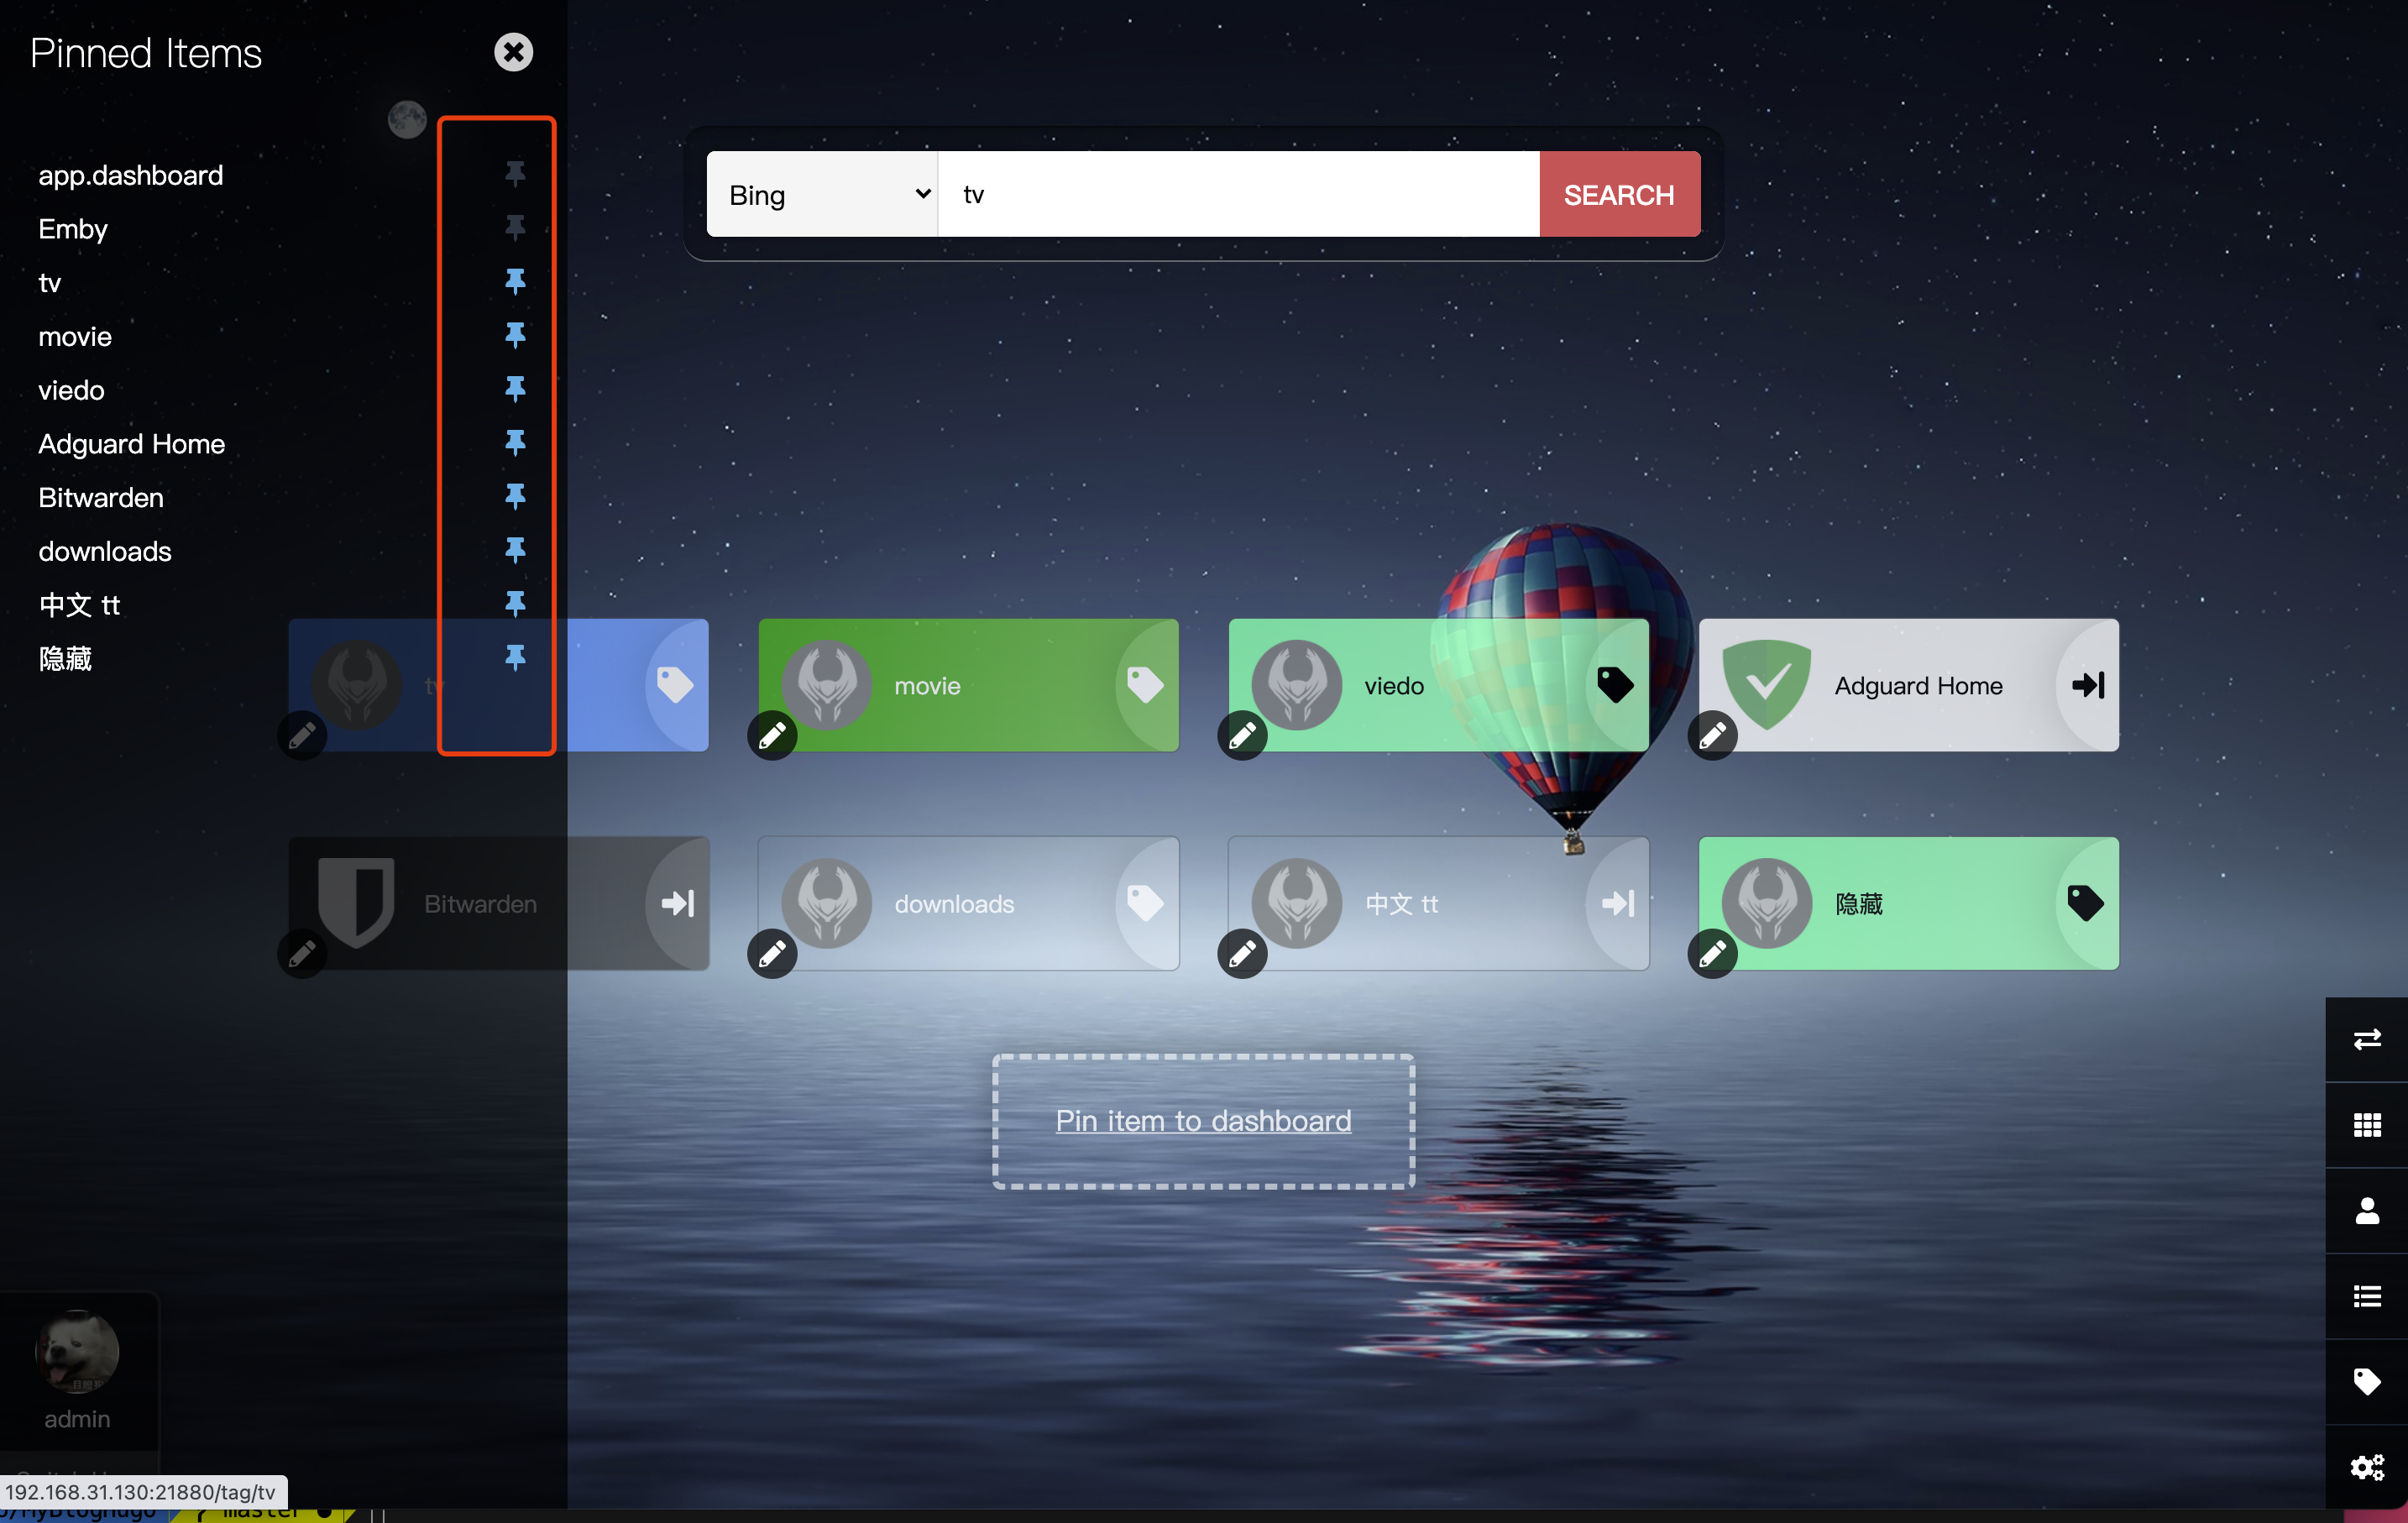 Pinned Items
app.dashboard
Emby
tv
movie
viedo
Adguard Home
Bitwarden
downloads
中文 tt
隐藏
Bing
tv
SEARCH
tv
movie
viedo
Adguard Home
Bitwarden
downloads
中文 tt
隐藏
Pin item to dashboard
admin
192.168.31.130:21880/tag/tv
master